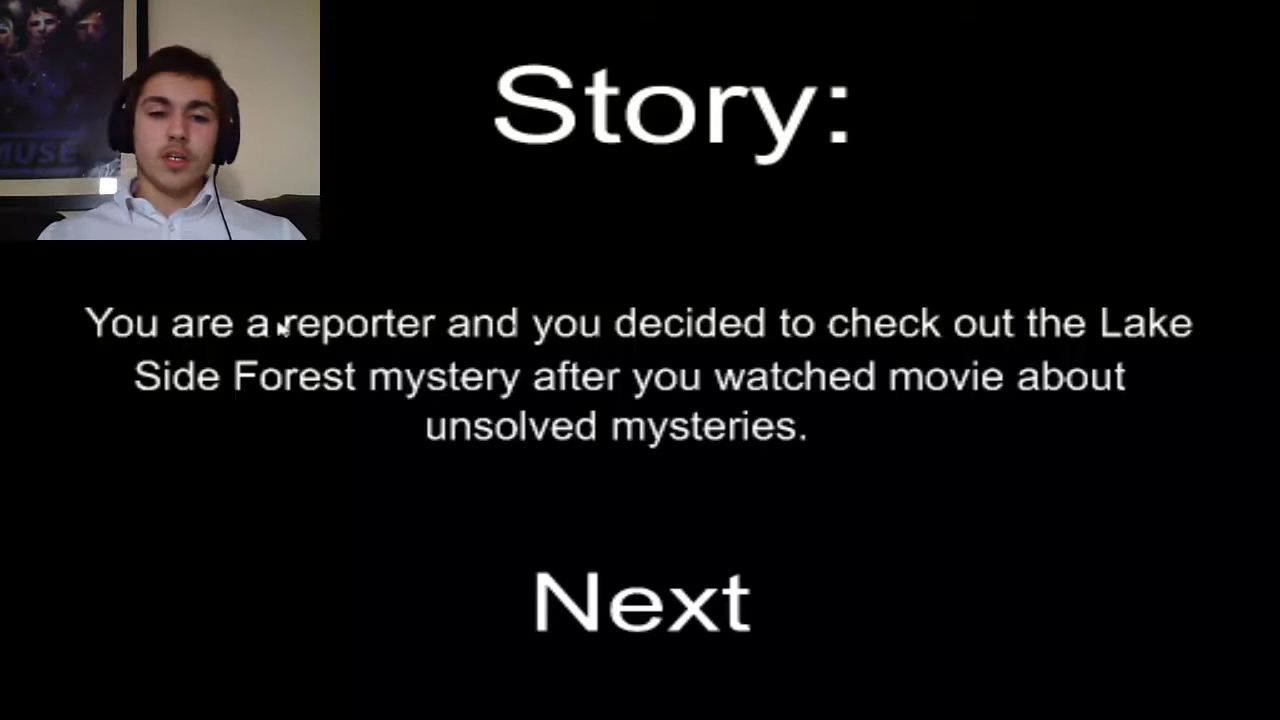 MUSE
Story:
You are a reporter and you decided to check out the Lake
Side Forest mystery after you watched movie about
unsolved mysteries.
Next